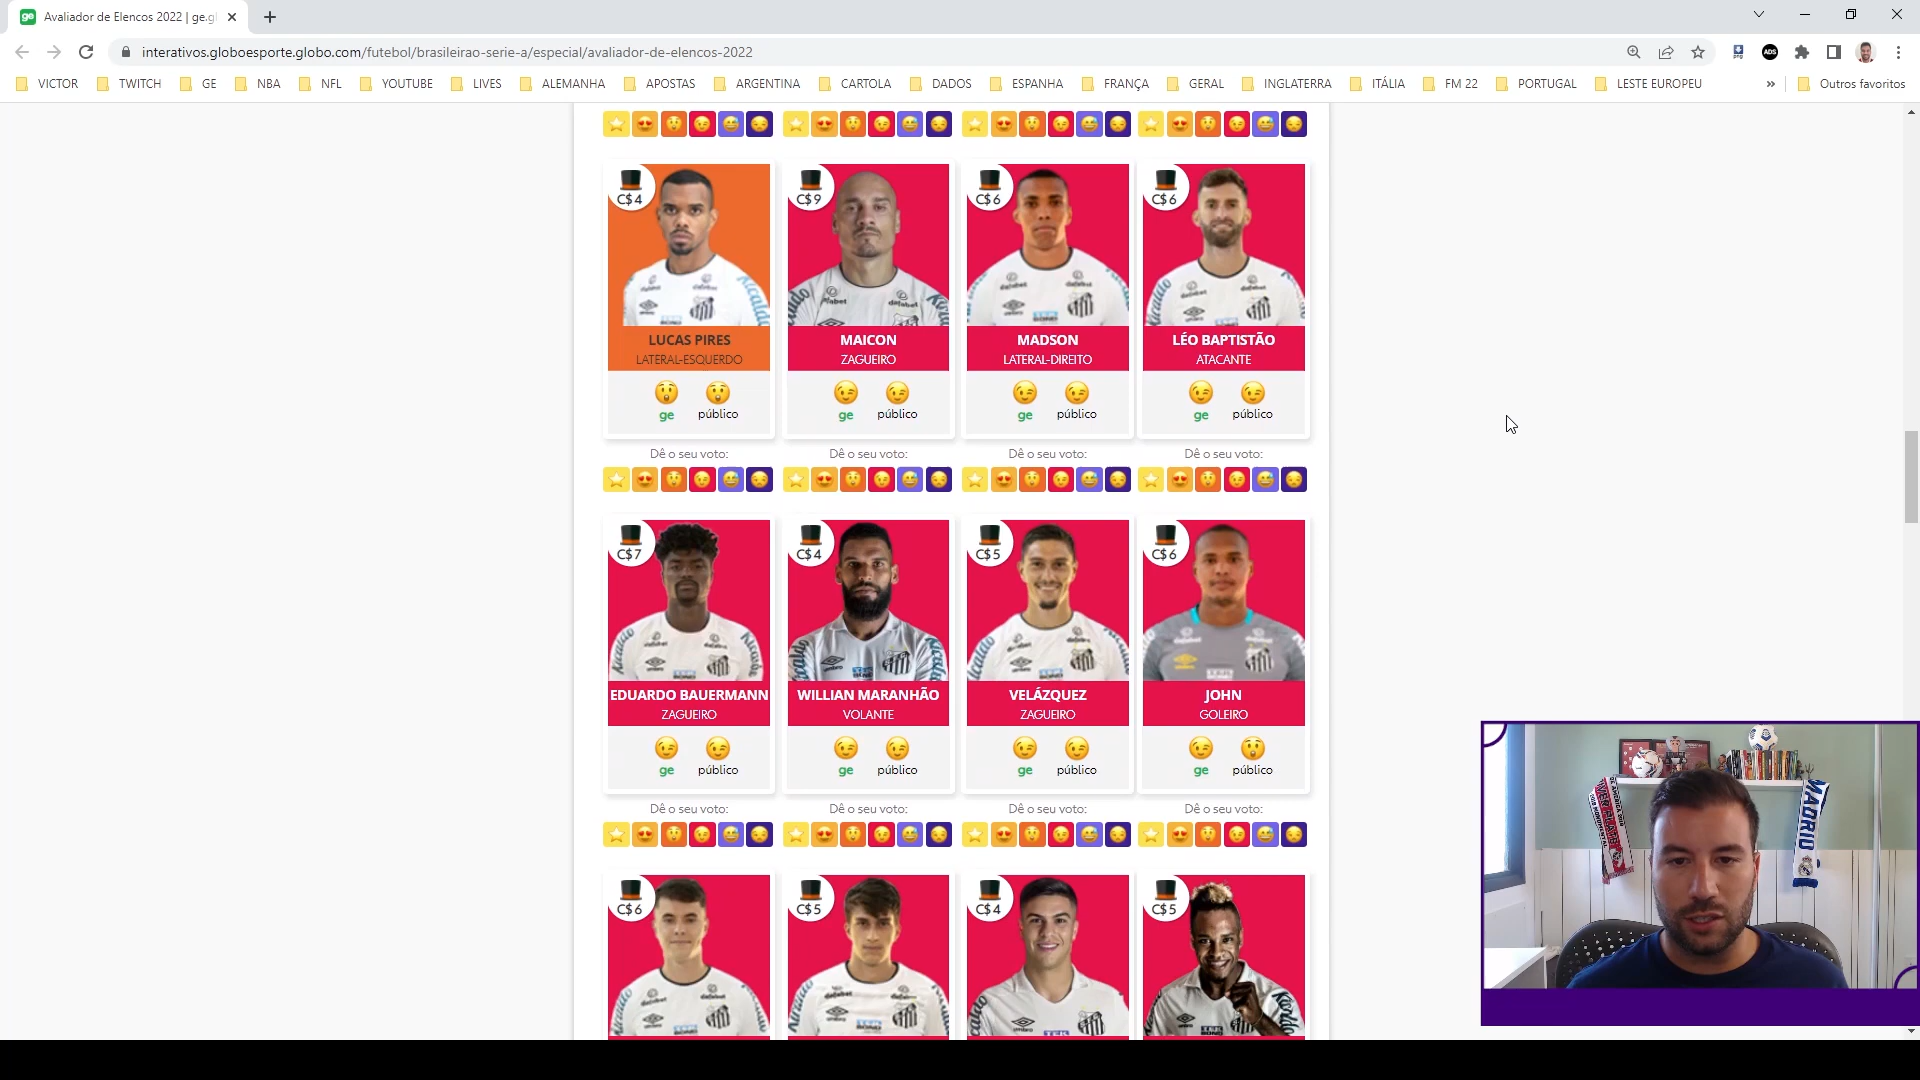 Avaliador de Elencos 2022 | ge.gl
interativos.globoesporte.globo.com/futebol/brasileirao-serie-a/especial/avaliador-de-elencos-2022
VICTOR TWITCH GE NBA NFL YOUTUBE LIVES ALEMANHA APOSTAS ARGENTINA CARTOLA DADOS ESPANHA FRANÇA GERAL INGLATERRA ITÁLIA FM 22 PORTUGAL LESTE EUROPEU » Outros favoritos
C$ 4 C$ 9 C$ 6 C$ 6
LUCAS PIRES MAICON MADSON LÉO BAPTISTÃO
LATERAL-ESQUERDO ZAGUEIRO LATERAL-DIREITO ATACANTE
ge público ge público ge público ge público
Dê o seu voto: Dê o seu voto: Dê o seu voto: Dê o seu voto:
C$ 7 C$ 4 C$ 5 C$ 6
EDUARDO BAUERMANN WILLIAN MARANHÃO VELÁZQUEZ JOHN
ZAGUEIRO VOLANTE ZAGUEIRO GOLEIRO
ge público ge público ge público ge público
Dê o seu voto: Dê o seu voto: Dê o seu voto: Dê o seu voto:
C$ 6 C$ 5 C$ 4 C$ 5
RIVER PLATE
MADRID